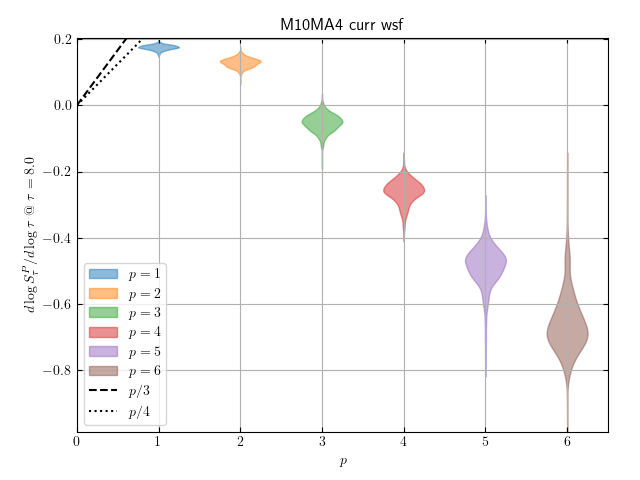 M10MA4 curr wsf
d log S_τ^P / d log τ @ τ = 8.0
0.2
0.0
−0.2
−0.4
−0.6
−0.8
p = 1
p = 2
p = 3
p = 4
p = 5
p = 6
p/3
p/4
0 1 2 3 4 5 6
p